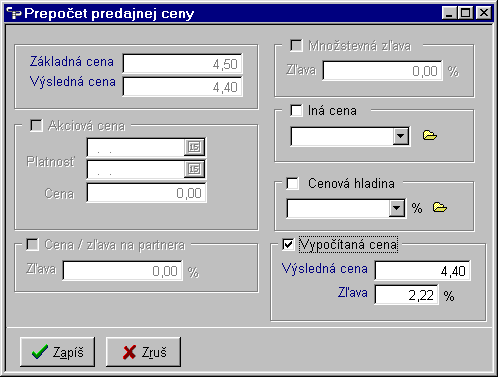 Prepočet predajnej ceny
Základná cena 4,50
Výsledná cena 4,40
Akciová cena
Platnosť . . 15
. . 15
Cena 0,00
Cena / zľava na partnera
Zľava 0,00 %
Množstevná zľava
Zľava 0,00 %
Iná cena
Cenová hladina
%
Vypočítaná cena
Výsledná cena 4,40
Zľava 2,22 %
Zapíš Zruš